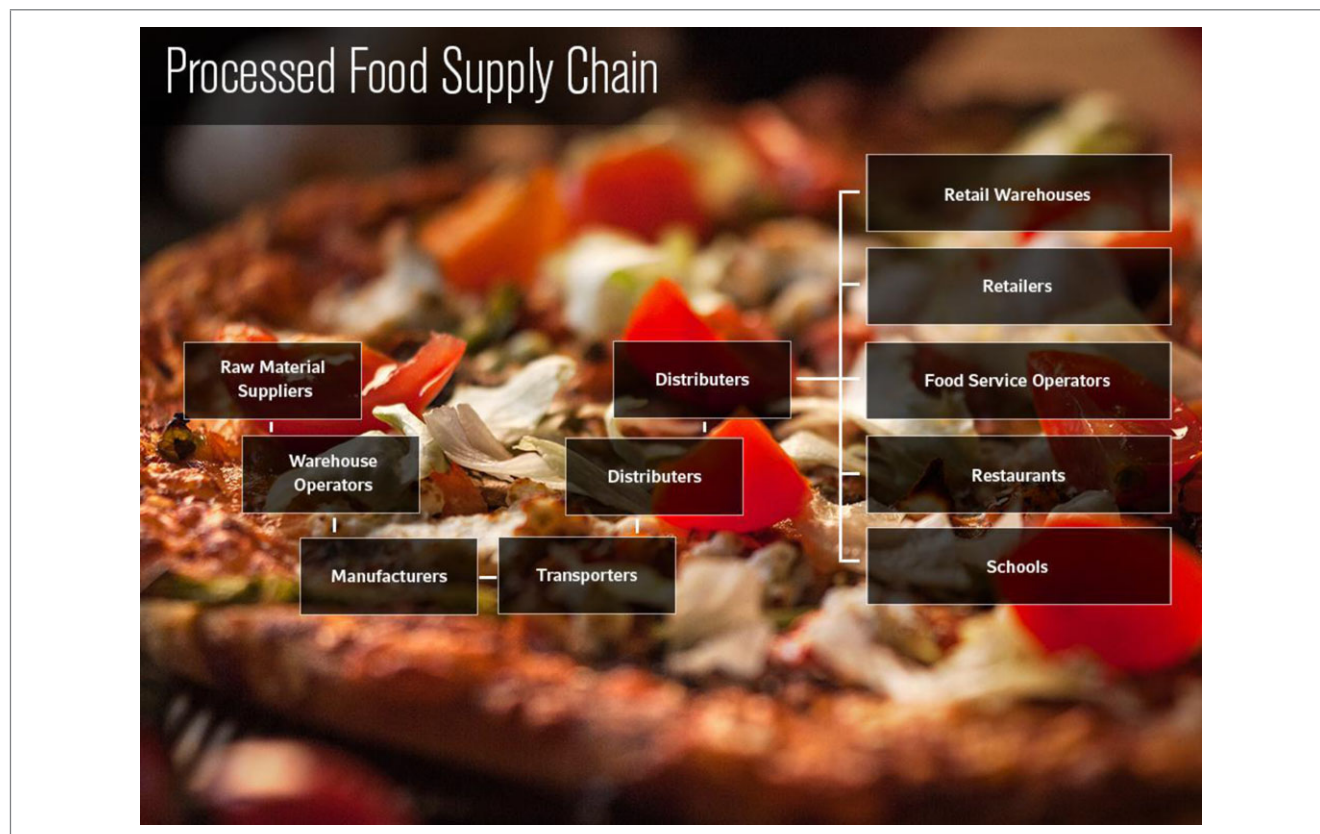 Processed Food Supply Chain
Retail Warehouses
Retailers
Raw Material
Suppliers
Distributers
Food Service Operators
Warehouse
Operators
Distributers
Restaurants
Manufacturers
Transporters
Schools